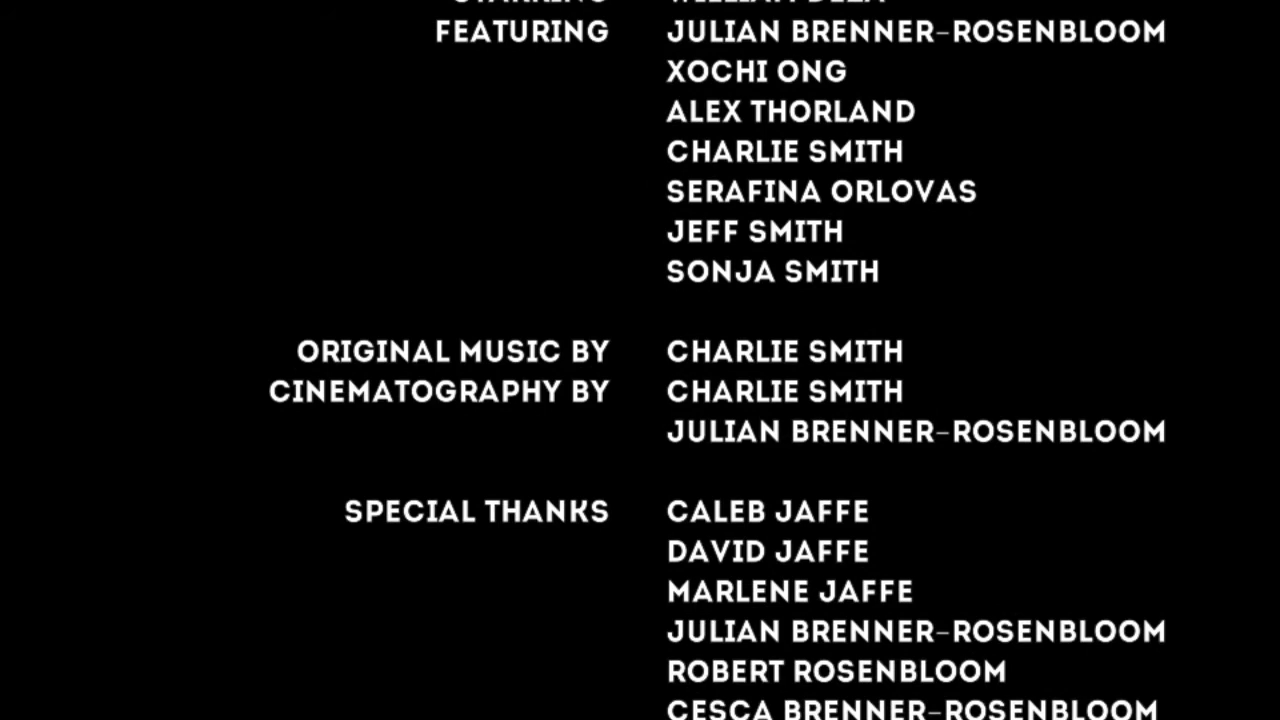 STARRING WILLIAM
FEATURING JULIAN BRENNER-ROSENBLOOM
XOCHI ONG
ALEX THORLAND
CHARLIE SMITH
SERAFINA ORLOVAS
JEFF SMITH
SONJA SMITH
ORIGINAL MUSIC BY CHARLIE SMITH
CINEMATOGRAPHY BY CHARLIE SMITH
JULIAN BRENNER-ROSENBLOOM
SPECIAL THANKS CALEB JAFFE
DAVID JAFFE
MARLENE JAFFE
JULIAN BRENNER-ROSENBLOOM
ROBERT ROSENBLOOM
CESCA BRENNER-ROSENBLOOM